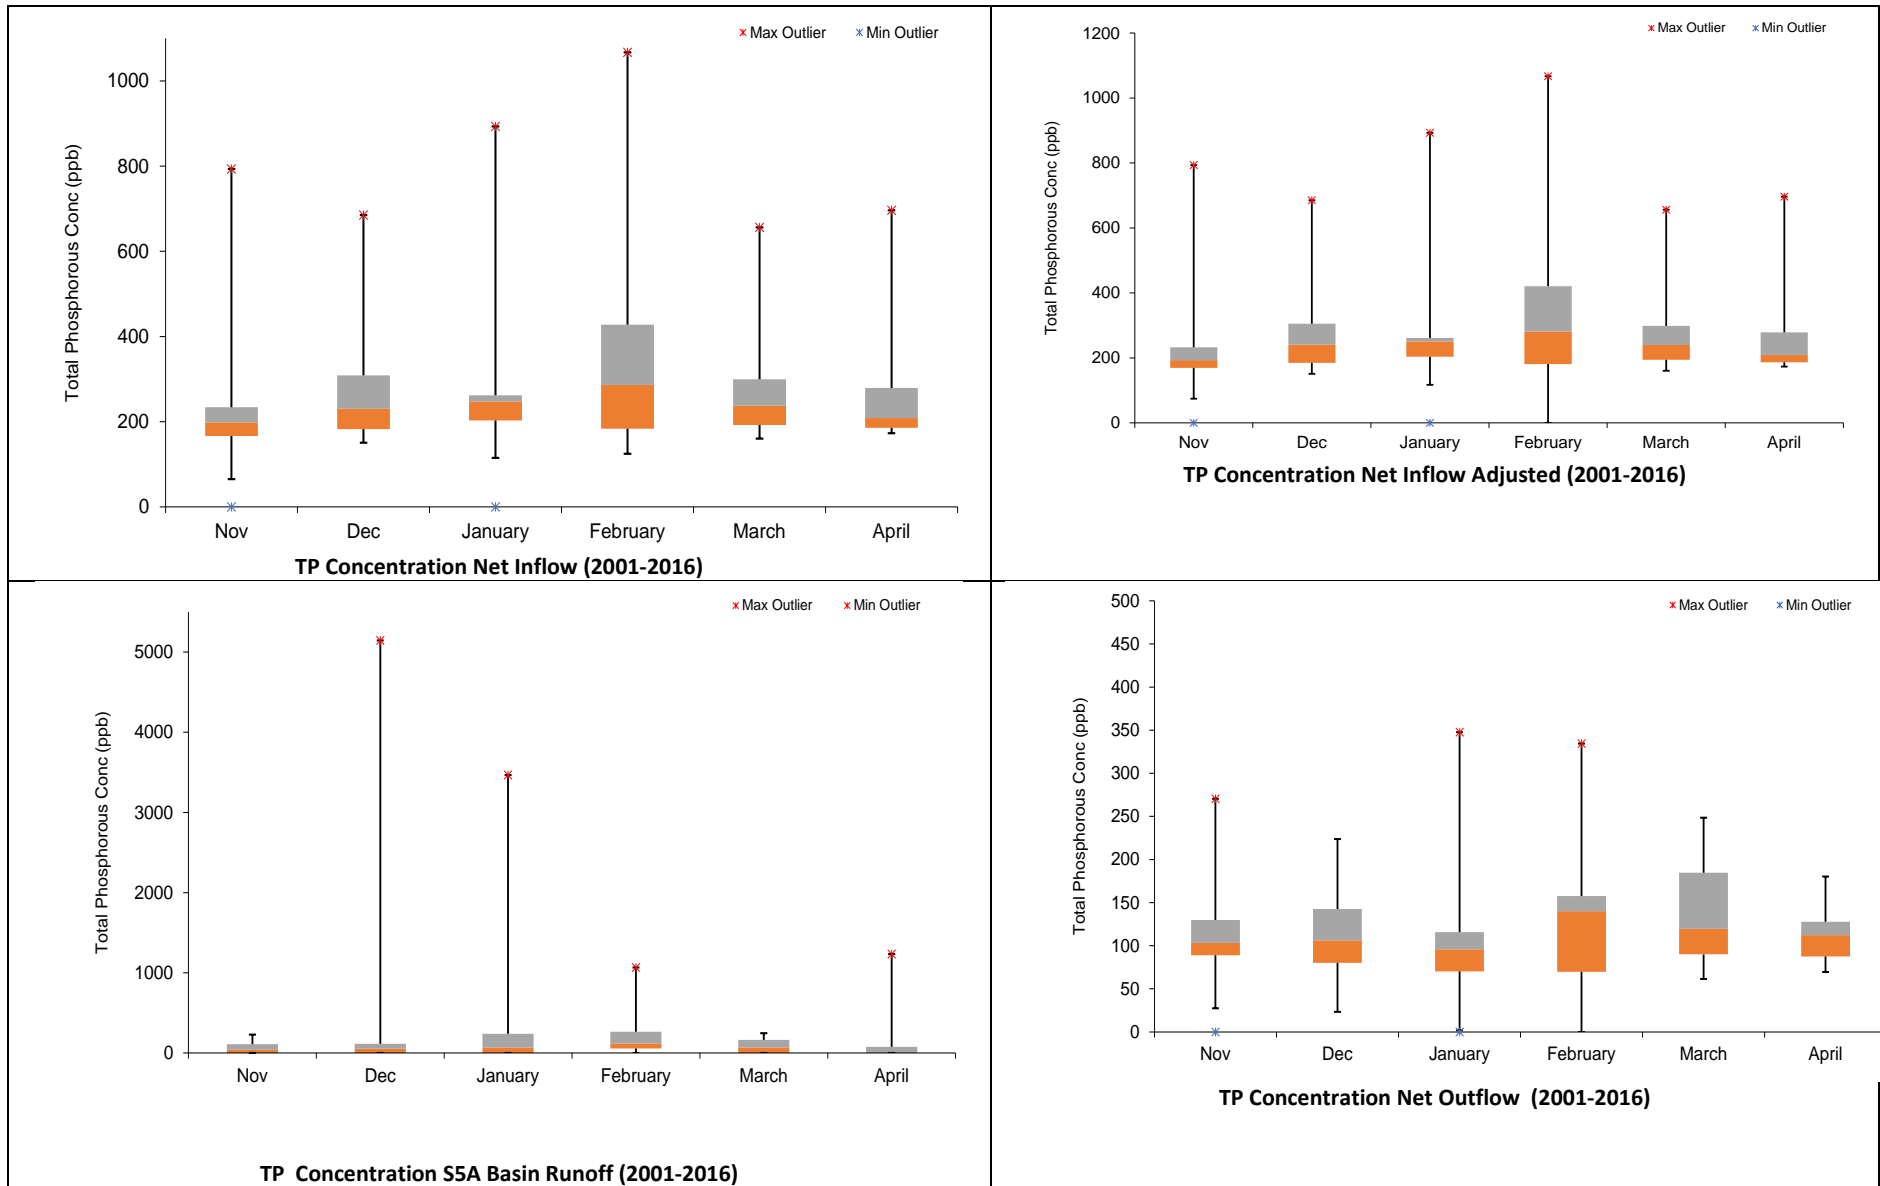 Max Outlier Min Outlier
Total Phosphorous Conc (ppb)
1000
800
600
400
200
0
Nov Dec January February March April
TP Concentration Net Inflow (2001-2016)
Max Outlier Min Outlier
Total Phosphorous Conc (ppb)
1200
1000
800
600
400
200
0
Nov Dec January February March April
TP Concentration Net Inflow Adjusted (2001-2016)
Max Outlier Min Outlier
Total Phosphorous Conc (ppb)
5000
4000
3000
2000
1000
0
Nov Dec January February March April
TP Concentration S5A Basin Runoff (2001-2016)
Max Outlier Min Outlier
Total Phosphorous Conc (ppb)
500
450
400
350
300
250
200
150
100
50
0
Nov Dec January February March April
TP Concentration Net Outflow (2001-2016)